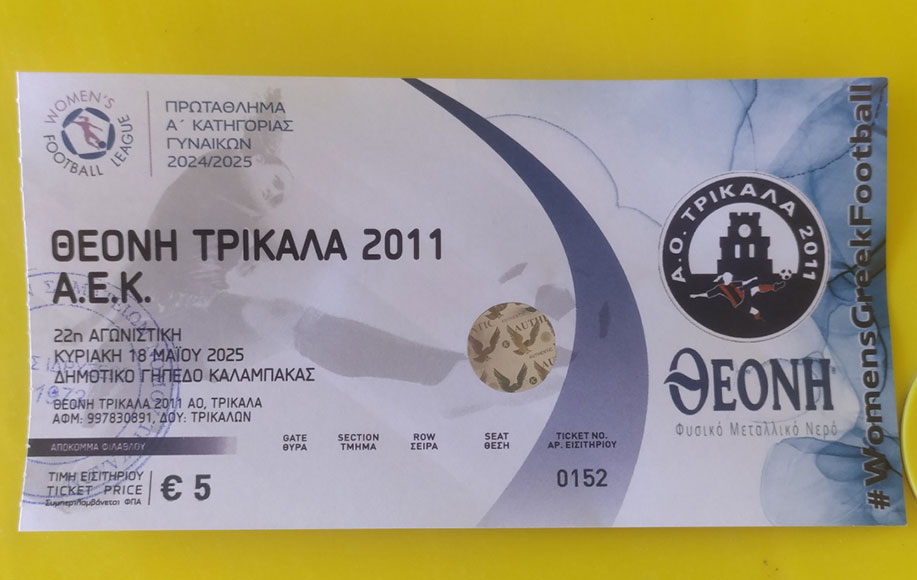 WOMEN'S FOOTBALL LEAGUE
ΠΡΩΤΑΘΛΗΜΑ
Α΄ ΚΑΤΗΓΟΡΙΑΣ
ΓΥΝΑΙΚΩΝ
2024/2025
ΘΕΟΝΗ ΤΡΙΚΑΛΑ 2011
Α.Ε.Κ.
22η ΑΓΩΝΙΣΤΙΚΗ
ΚΥΡΙΑΚΗ 18 ΜΑΪΟΥ 2025
ΔΗΜΟΤΙΚΟ ΓΗΠΕΔΟ ΚΑΛΑΜΠΑΚΑΣ
ΘΕΟΝΗ ΤΡΙΚΑΛΑ 2011 ΑΟ, ΤΡΙΚΑΛΑ
ΑΦΜ: 997830891, ΔΟΥ: ΤΡΙΚΑΛΩΝ
ΑΠΟΚΟΜΜΑ ΦΙΛΑΘΛΟΥ
ΤΙΜΗ ΕΙΣΙΤΗΡΙΟΥ
TICKET PRICE
Συμπεριλαμβάνεται ΦΠΑ
€ 5
GATE
ΘΥΡΑ
SECTION
ΤΜΗΜΑ
ROW
ΣΕΙΡΑ
SEAT
ΘΕΣΗ
TICKET NO.
ΑΡ. ΕΙΣΙΤΗΡΙΟΥ
0152
Α.Ο. ΤΡΙΚΑΛΑ 2011
ΘΕΟΝΗ
Φυσικό Μεταλλικό Νερό
#WomensGreekFootball